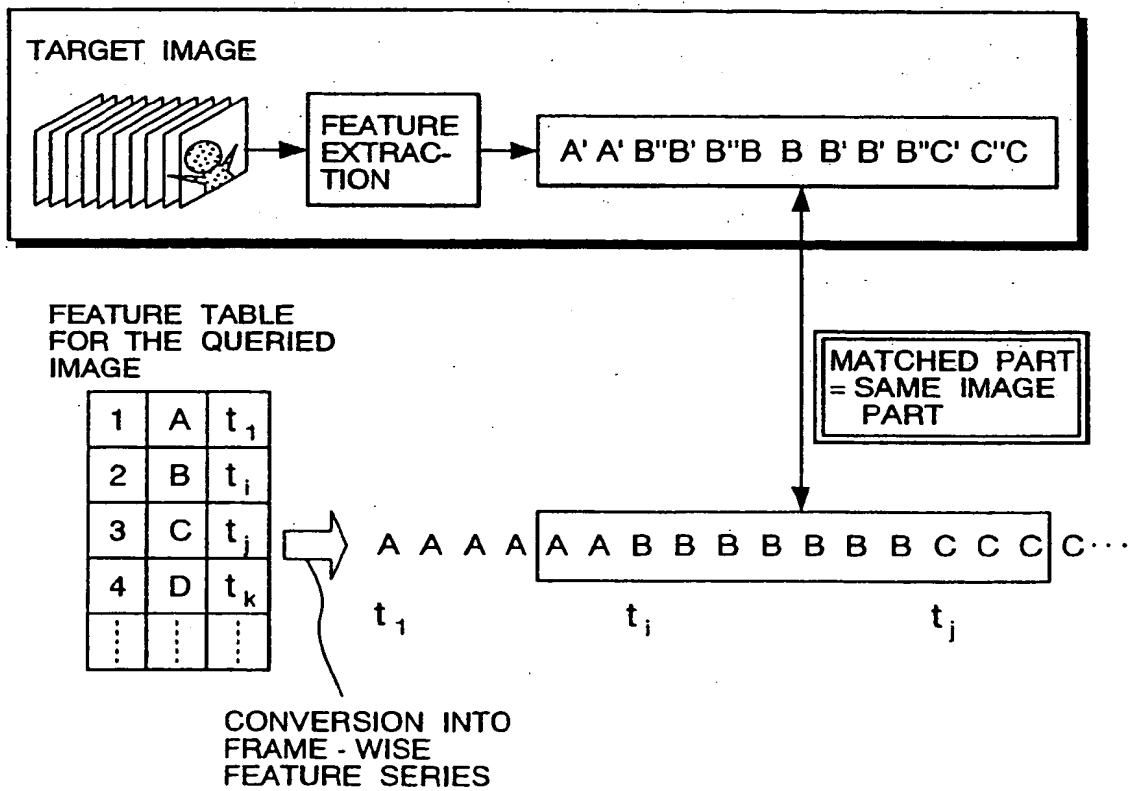 TARGET IMAGE
FEATURE
EXTRAC-
TION
A' A' B''B' B''B B B' B' B''C' C''C
FEATURE TABLE
FOR THE QUERIED
IMAGE
MATCHED PART
= SAME IMAGE
PART
1 A t1
2 B ti
3 C tj
4 D tk
A A A A A A B B B B B B B C C C C···
t1 ti tj
CONVERSION INTO
FRAME - WISE
FEATURE SERIES